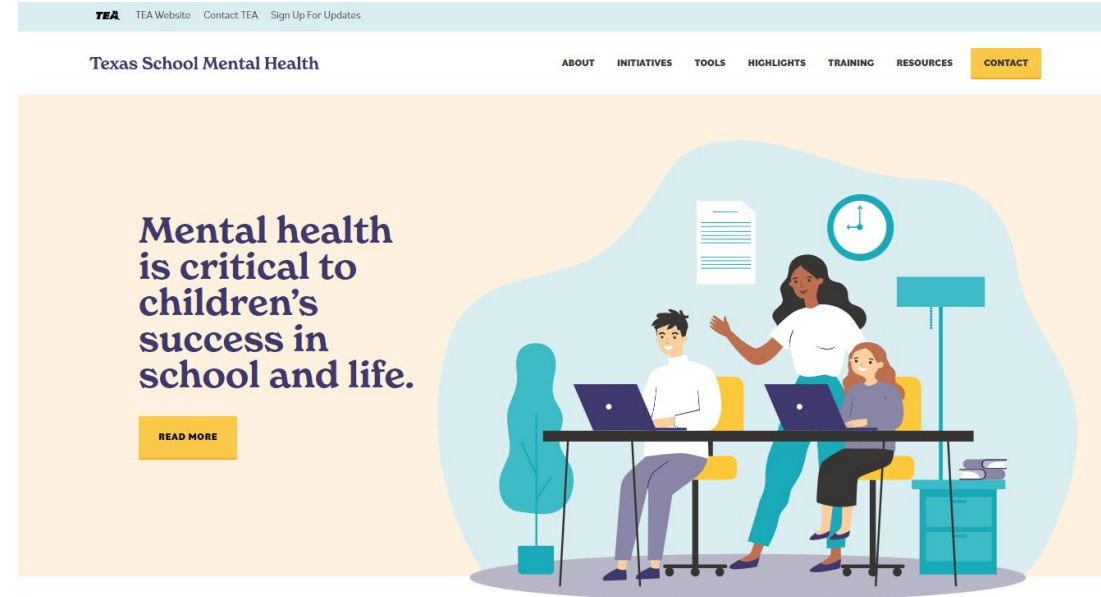 TEA TEA Website Contact TEA Sign Up For Updates
Texas School Mental Health ABOUT INITIATIVES TOOLS HIGHLIGHTS TRAINING RESOURCES CONTACT
Mental health
is critical to
children’s
success in
school and life.
READ MORE